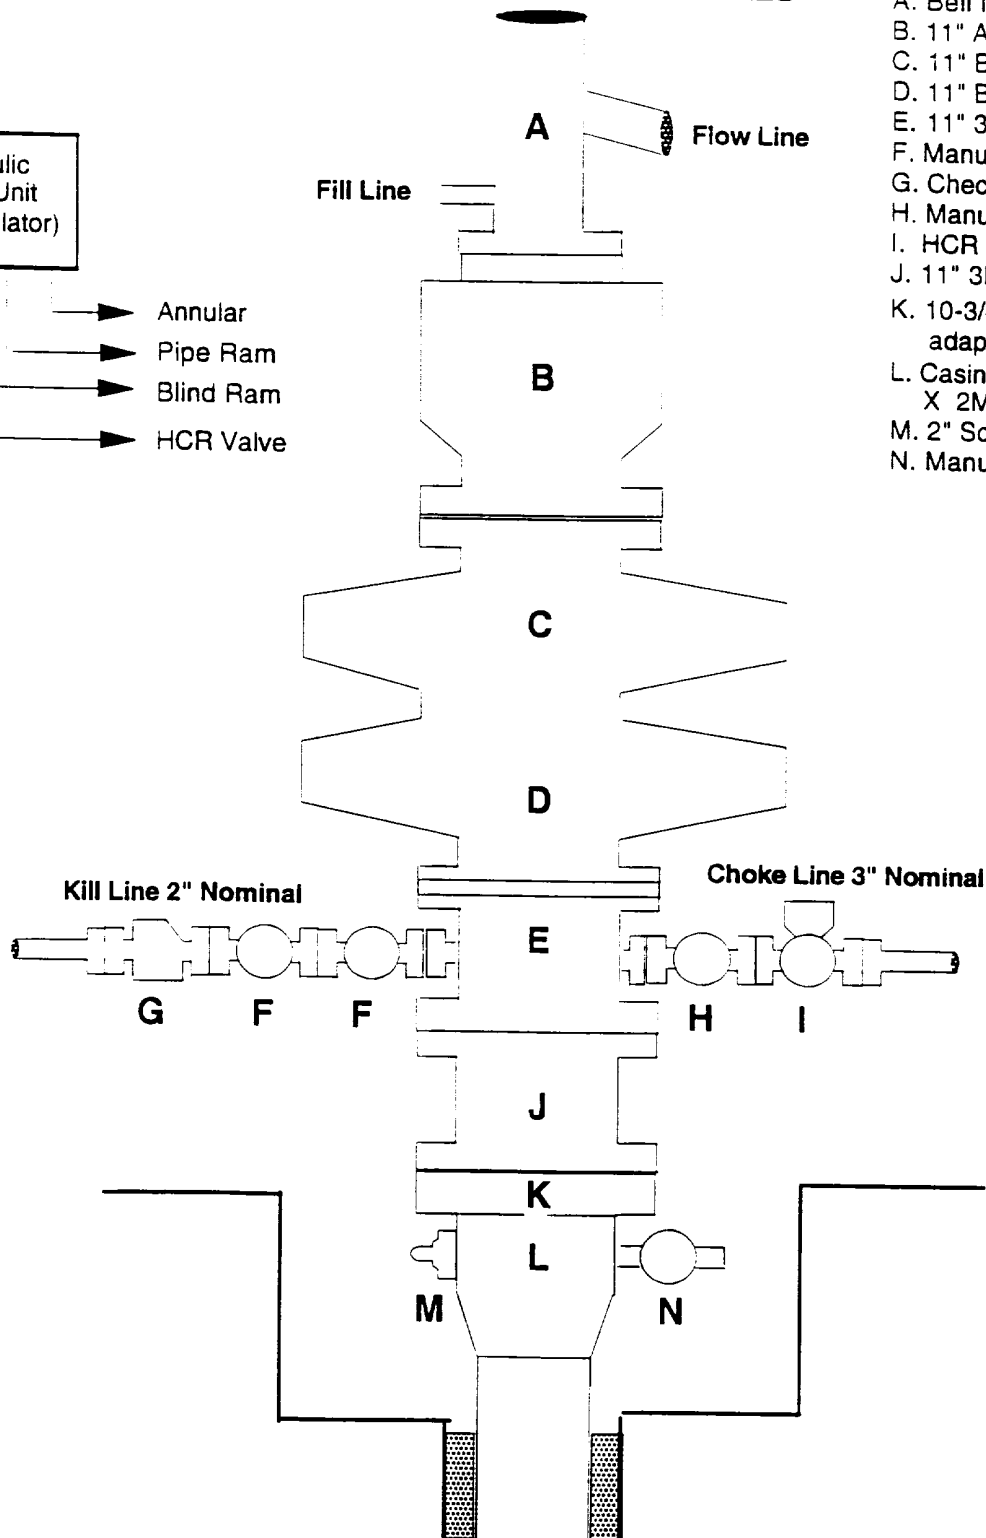 A. Bell
B. 11" A
C. 11" B
D. 11" B
E. 11" 3
F. Manu
G. Chec
H. Manu
I. HCR
J. 11" 3
K. 10-3/
adap
L. Casin
X 2M
M. 2" Sc
N. Manu
ulic
Unit
lator)
Annular
Pipe Ram
Blind Ram
HCR Valve
Fill Line
Flow Line
A
B
C
D
Kill Line 2" Nominal
Choke Line 3" Nominal
E
G F F H I
J
K
L
M N